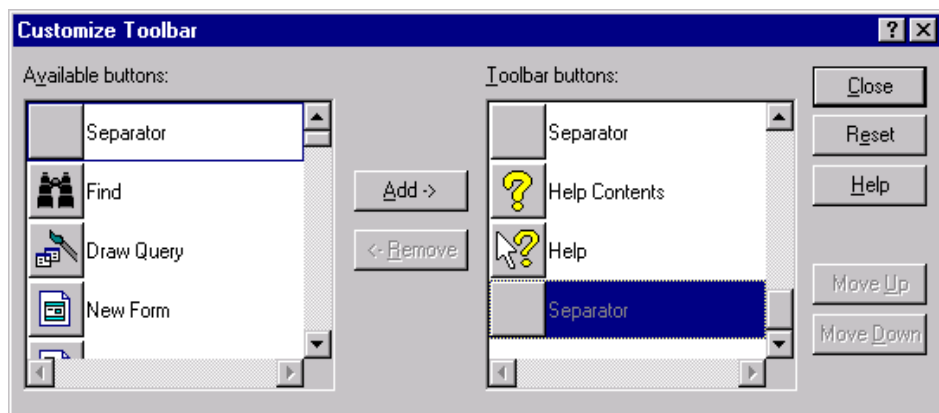 Customize Toolbar
Available buttons:
Separator
Find
Draw Query
New Form
Add ->
<- Remove
Toolbar buttons:
Separator
Help Contents
Help
Separator
Close
Reset
Help
Move Up
Move Down